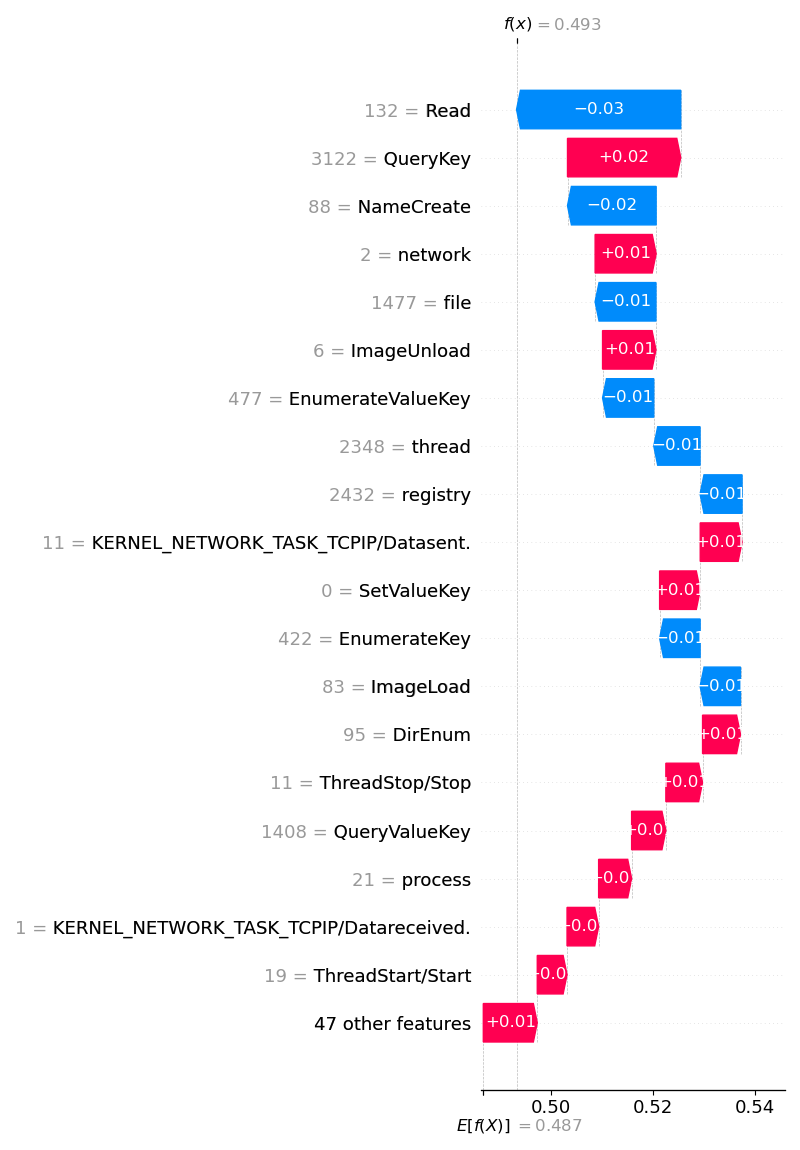 f(x) = 0.493
132 = Read
−0.03
3122 = QueryKey
+0.02
88 = NameCreate
−0.02
2 = network
+0.01
1477 = file
−0.01
6 = ImageUnload
+0.01
477 = EnumerateValueKey
−0.01
2348 = thread
−0.01
2432 = registry
−0.01
11 = KERNEL_NETWORK_TASK_TCPIP/Datasent.
+0.01
0 = SetValueKey
+0.01
422 = EnumerateKey
−0.01
83 = ImageLoad
−0.01
95 = DirEnum
+0.01
11 = ThreadStop/Stop
+0.01
1408 = QueryValueKey
+0.0
21 = process
0.0
1 = KERNEL_NETWORK_TASK_TCPIP/Datareceived.
0.0
19 = ThreadStart/Start
0.0
47 other features
+0.01
0.50 0.52 0.54
E[f(X)] = 0.487